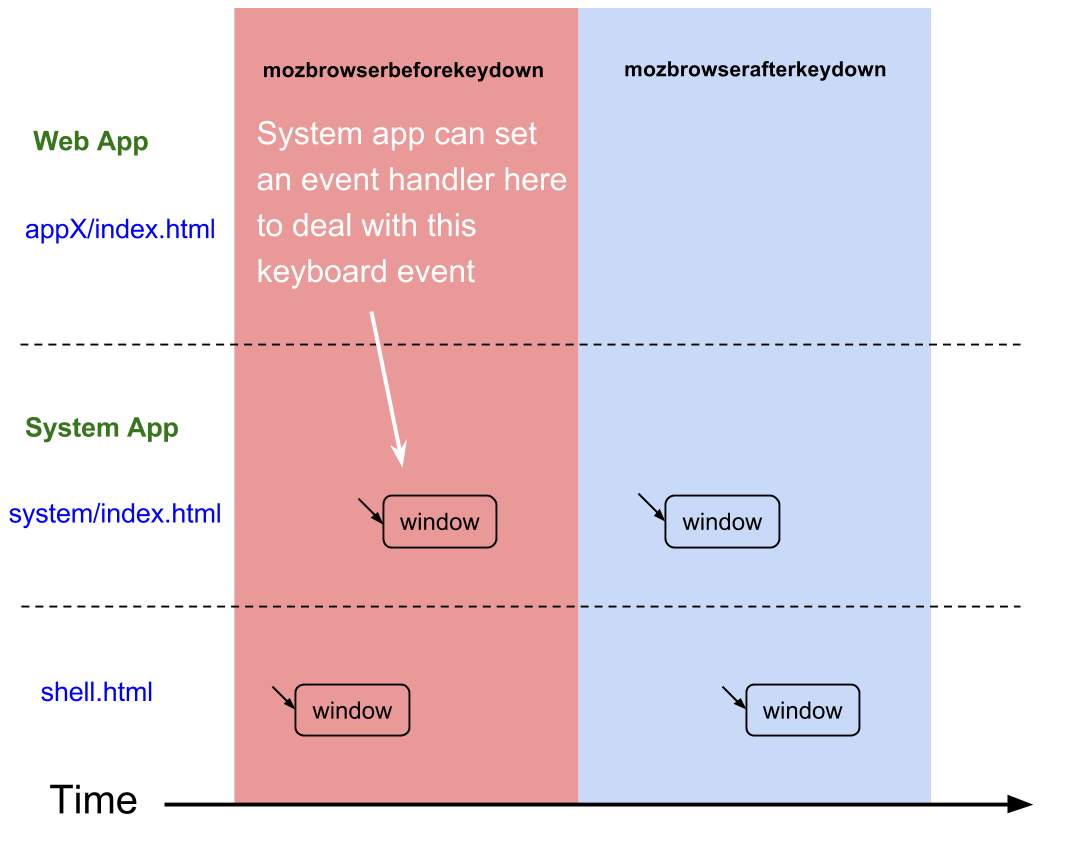 mozbrowserbeforekeydown
mozbrowserafterkeydown
Web App
System app can set
an event handler here
to deal with this
keyboard event
appX/index.html
System App
system/index.html
window
window
shell.html
window
window
Time